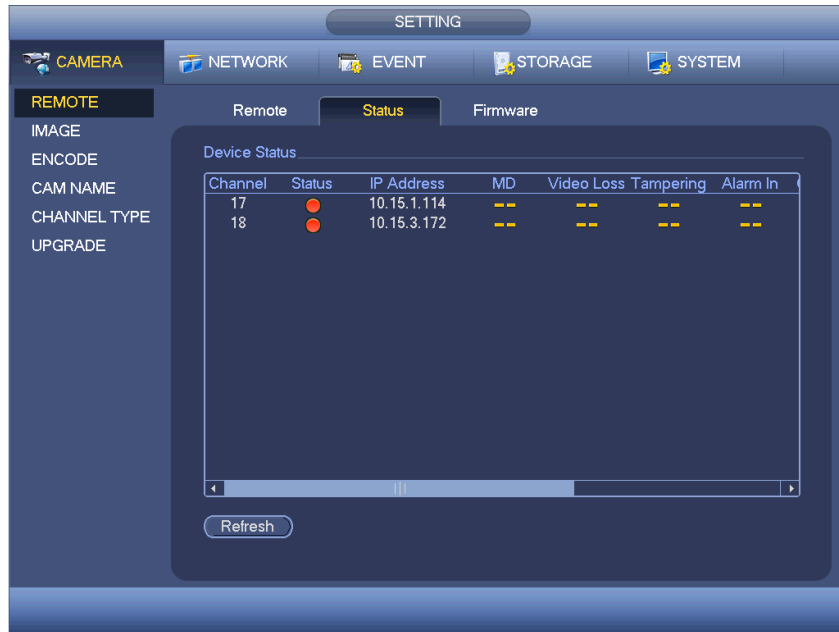 SETTING
CAMERA NETWORK EVENT STORAGE SYSTEM
REMOTE
IMAGE
ENCODE
CAM NAME
CHANNEL TYPE
UPGRADE
Remote Status Firmware
Device Status
Channel Status IP Address MD Video Loss Tampering Alarm In
17 10.15.1.114 -- -- -- --
18 10.15.3.172 -- -- -- --
Refresh